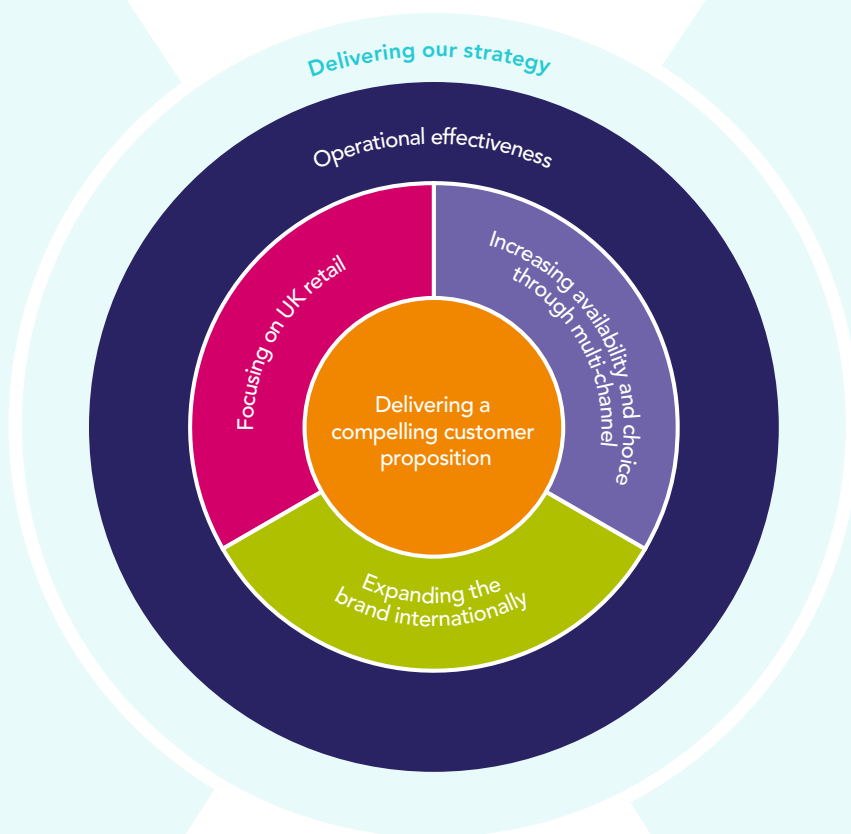 Delivering our strategy
Operational effectiveness
Focusing on UK retail
Increasing availability and choice
through multi-channel
Delivering a
compelling customer
proposition
Expanding the
brand internationally